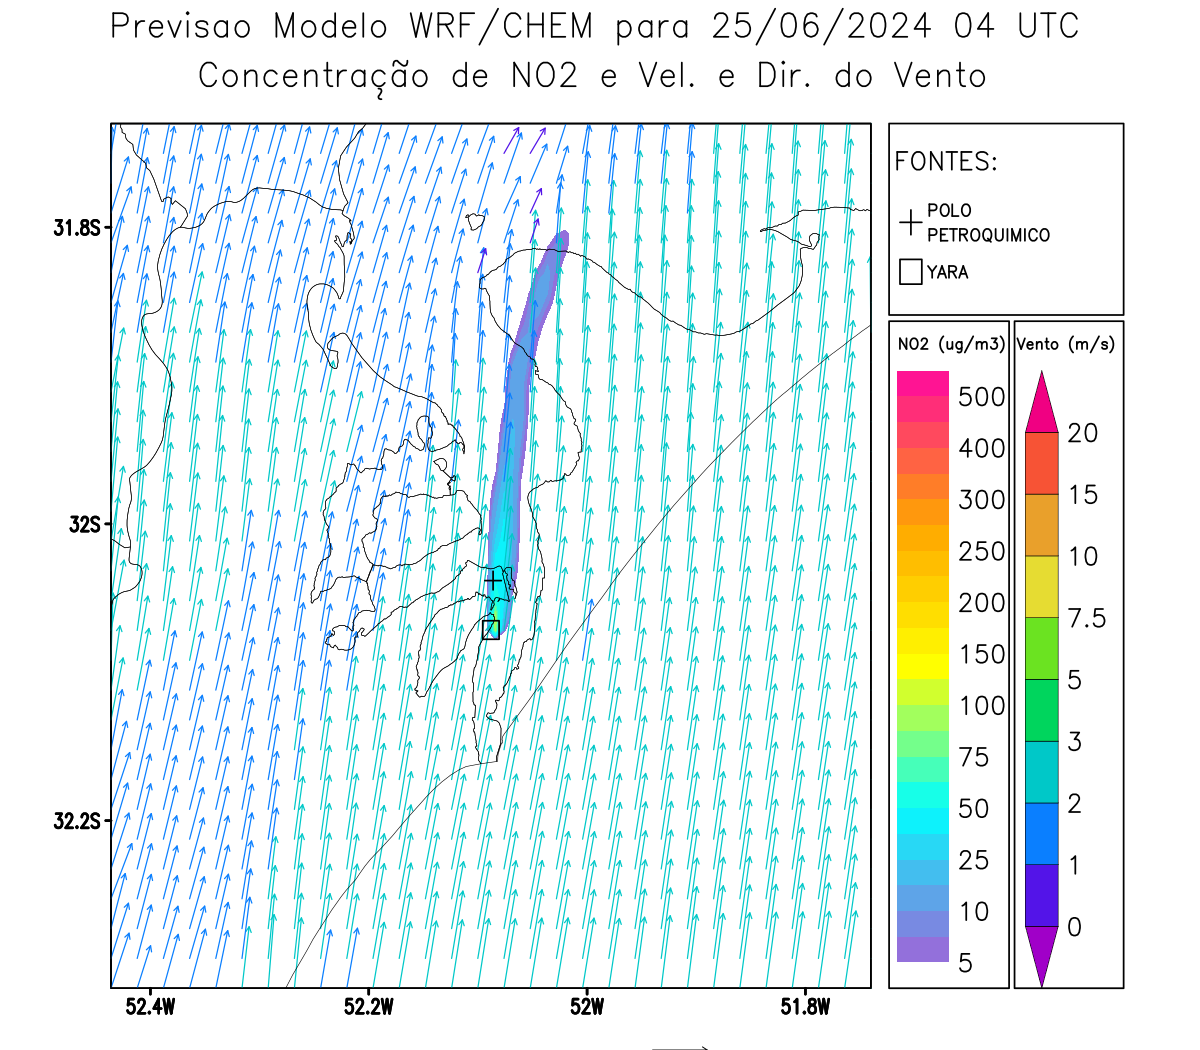 Previsao Modelo WRF/CHEM para 25/06/2024 04 UTC
Concentração de NO2 e Vel. e Dir. do Vento
FONTES:
POLO
PETROQUIMICO
YARA
NO2 (ug/m3)
500
400
300
250
200
150
100
75
50
25
10
5
Vento (m/s)
20
15
10
7.5
5
3
2
1
0
31.8S
32S
32.2S
52.4W
52.2W
52W
51.8W